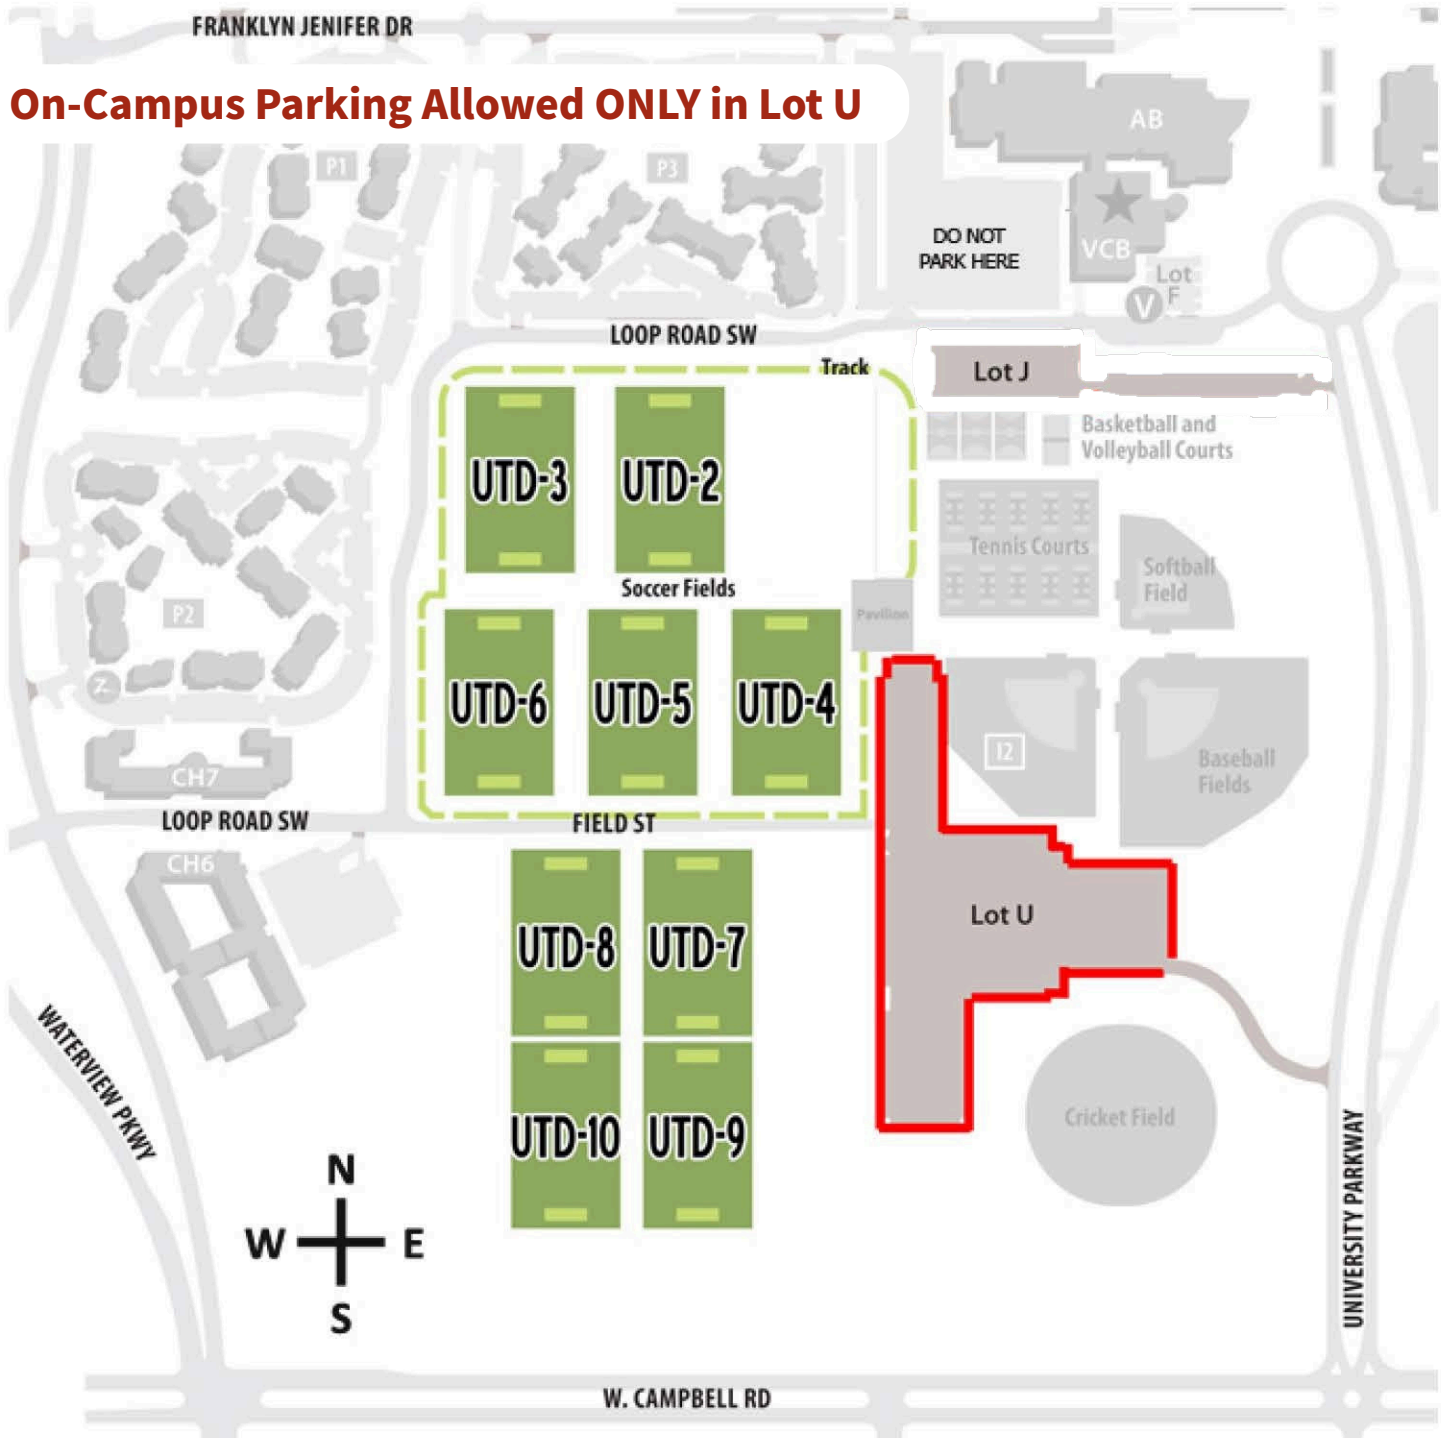 FRANKLYN JENIFER DR
On-Campus Parking Allowed ONLY in Lot U
AB
P1
P3
VCB
DO NOT
PARK HERE
Lot
F
V
LOOP ROAD SW
Track
Lot J
Basketball and
Volleyball Courts
UTD-3
UTD-2
Tennis Courts
Softball
Field
Soccer Fields
P2
Pavilion
Z
UTD-6
UTD-5
UTD-4
I2
Baseball
Fields
CH7
LOOP ROAD SW
FIELD ST
CH6
Lot U
UTD-8
UTD-7
WATERVIEW PKWY
UTD-10
UTD-9
Cricket Field
UNIVERSITY PARKWAY
N
W
E
S
W. CAMPBELL RD